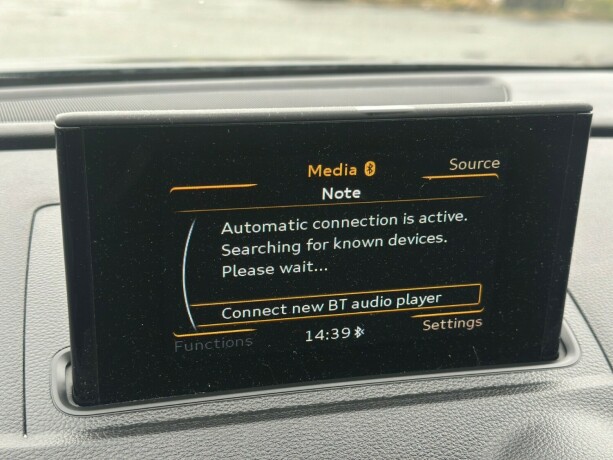 Media
Source
Note
Automatic connection is active.
Searching for known devices.
Please wait...
Connect new BT audio player
Functions
14:39
Settings